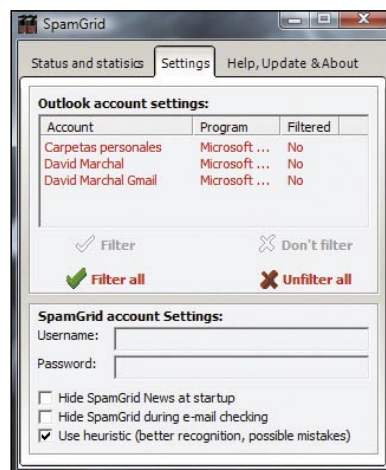 SpamGrid
Status and statisics Settings Help, Update & About
Outlook account settings:
Account Program Filtered
Carpetas personales Microsoft ... No
David Marchal Microsoft ... No
David Marchal Gmail Microsoft ... No
Filter Don't filter
Filter all Unfilter all
SpamGrid account Settings:
Username:
Password:
Hide SpamGrid News at startup
Hide SpamGrid during e-mail checking
Use heuristic (better recognition, possible mistakes)